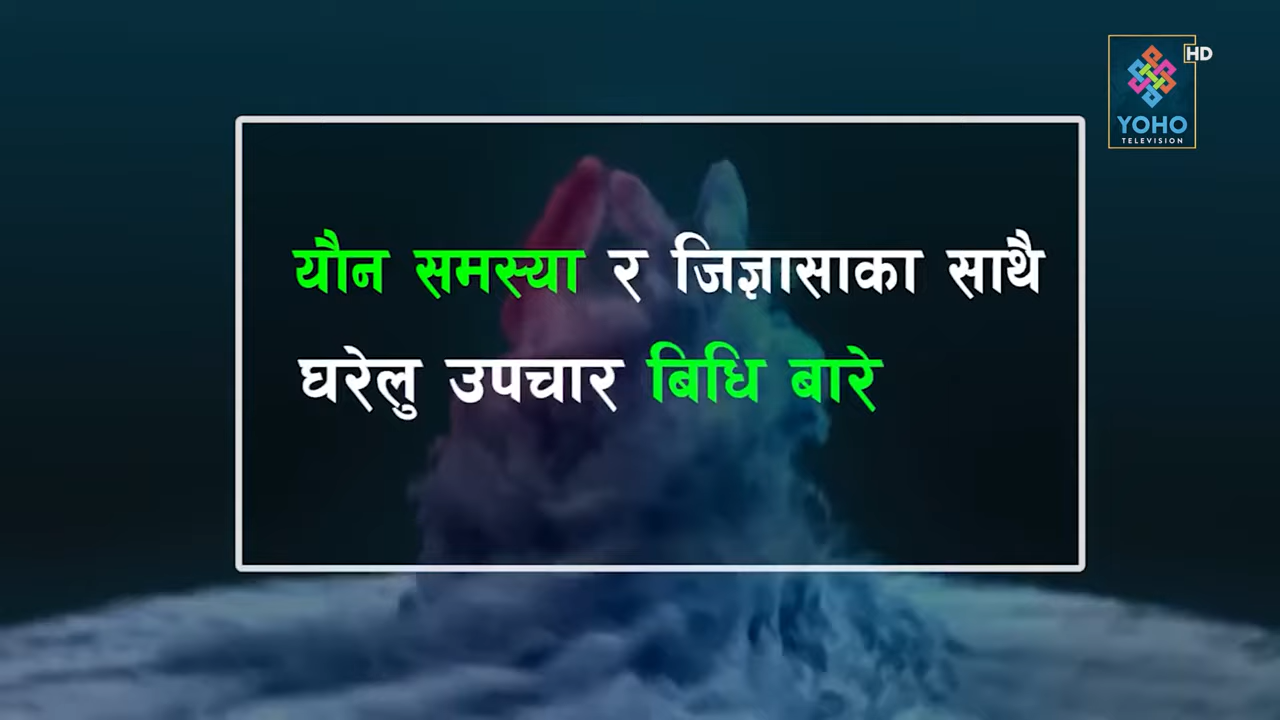 HD
YOHO
TELEVISION
यौन समस्या र जिज्ञासाका साथै
घरेलु उपचार बिधि बारे